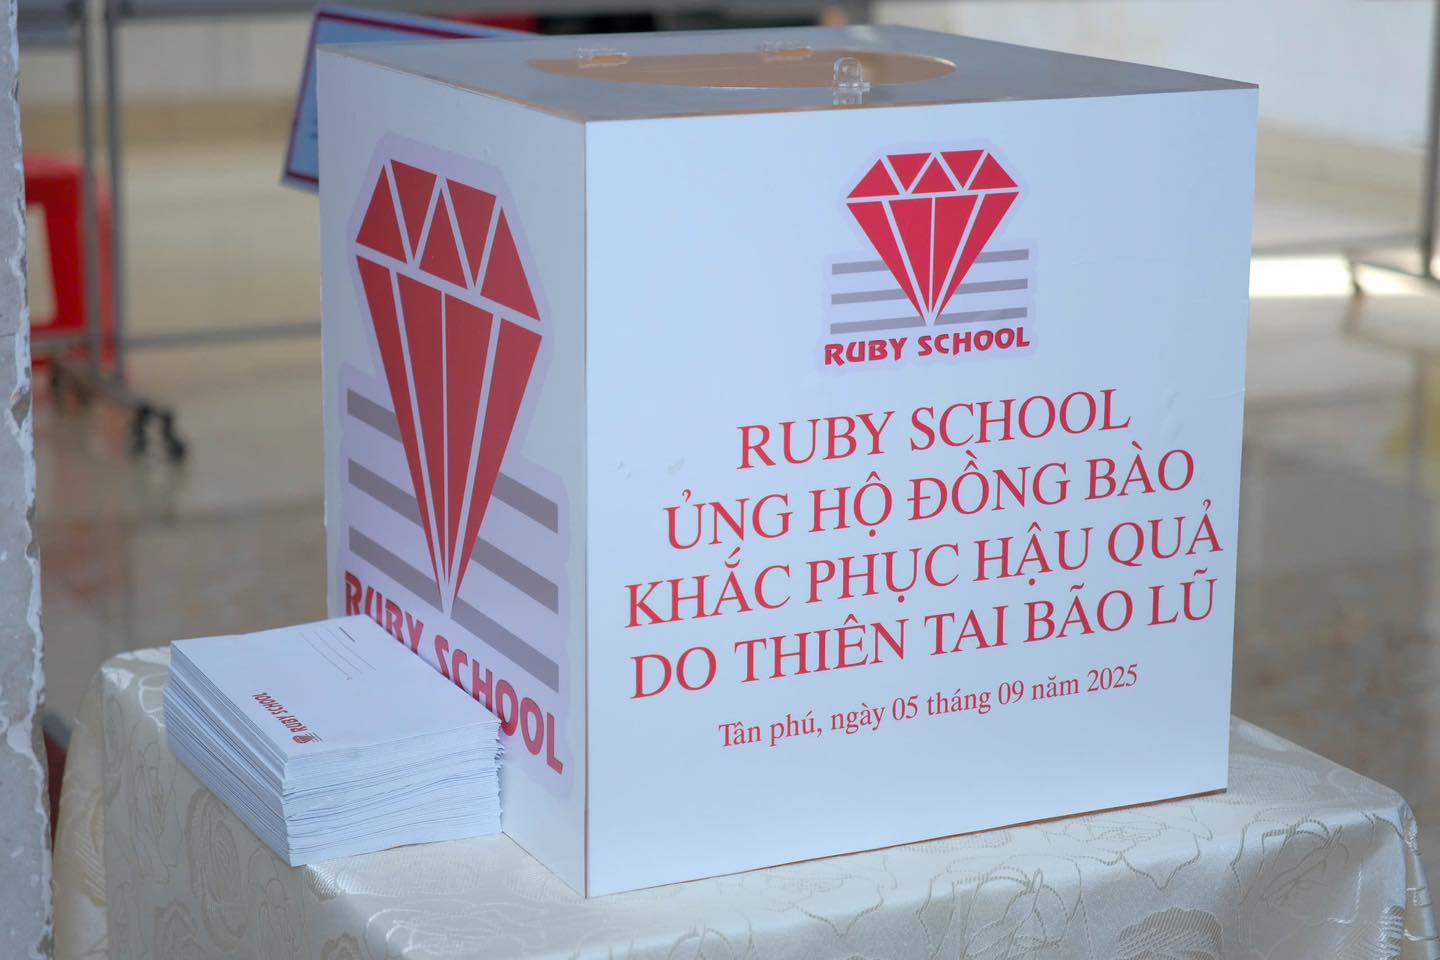 RUBY SCHOOL
RUBY SCHOOL
ỦNG HỘ ĐỒNG BÀO
KHẮC PHỤC HẬU QUẢ
DO THIÊN TAI BÃO LŨ
Tân phú, ngày 05 tháng 09 năm 2025
RUBY SCHOOL
RUBY SCHOOL